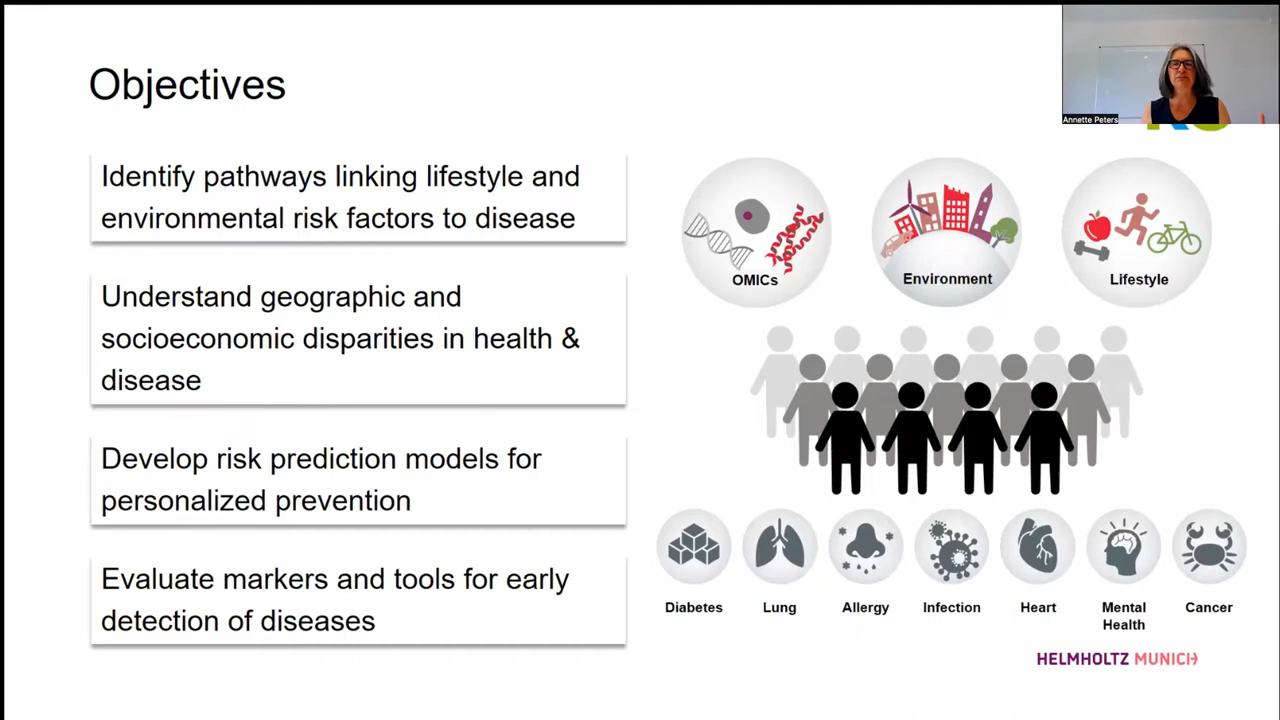 Objectives
Annette Peters
Identify pathways linking lifestyle and
environmental risk factors to disease
Understand geographic and
socioeconomic disparities in health &
disease
Develop risk prediction models for
personalized prevention
Evaluate markers and tools for early
detection of diseases
OMICs
Environment
Lifestyle
Diabetes
Lung
Allergy
Infection
Heart
Mental
Health
Cancer
HELMHOLTZ MUNICH